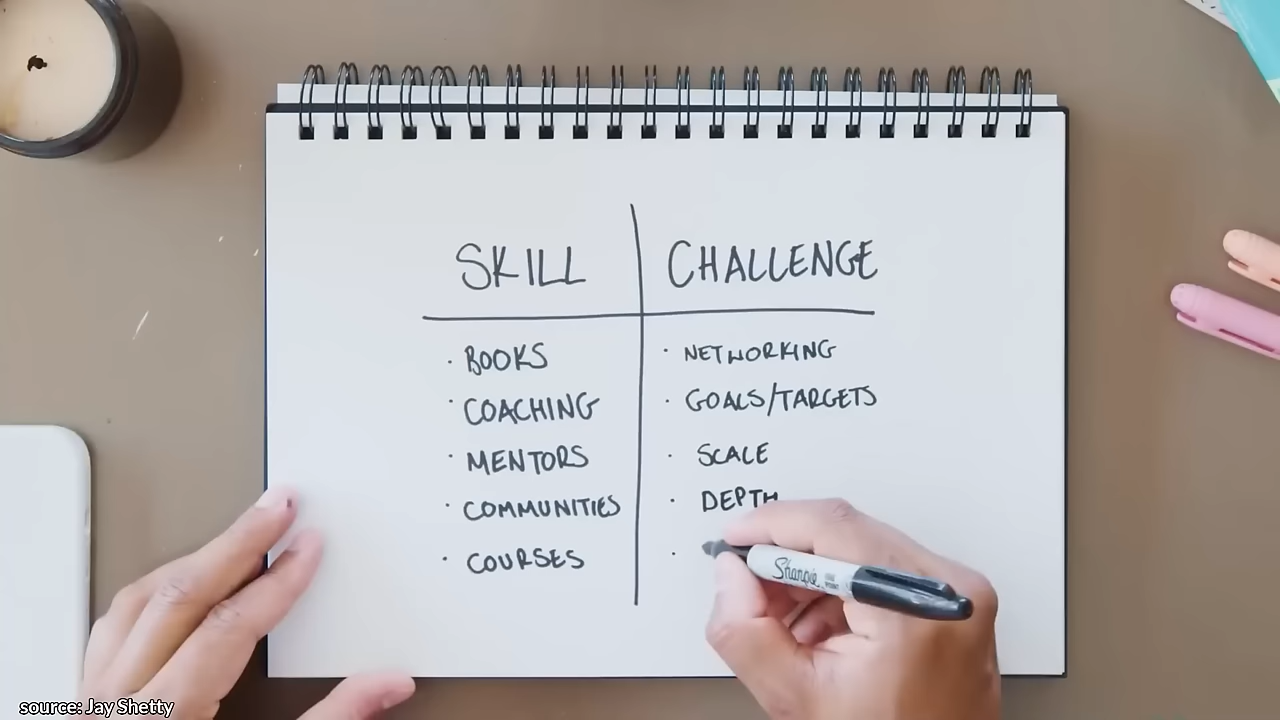 SKILL
CHALLENGE
· BOOKS
· COACHING
· MENTORS
· COMMUNITIES
· COURSES
· NETWORKING
· GOALS/TARGETS
· SCALE
· DEPTH
·
Sharpie
source: Jay Shetty